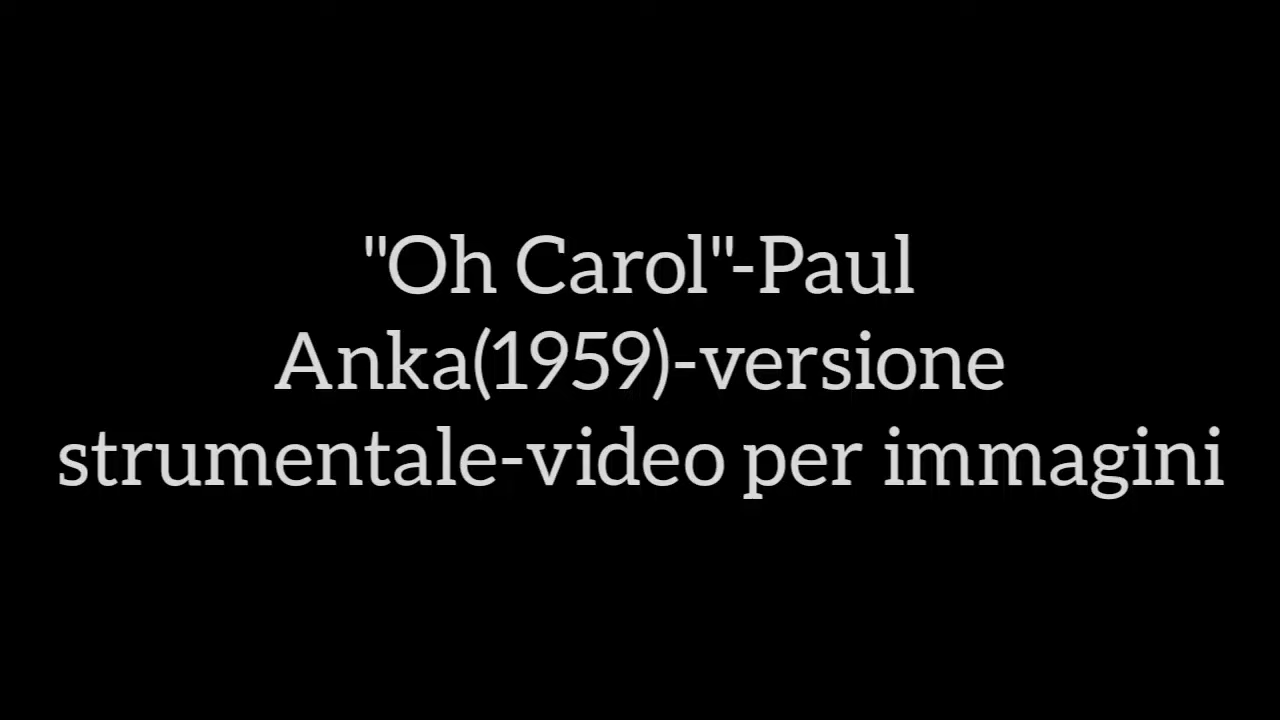 "Oh Carol"-Paul
Anka(1959)-versione
strumentale-video per immagini